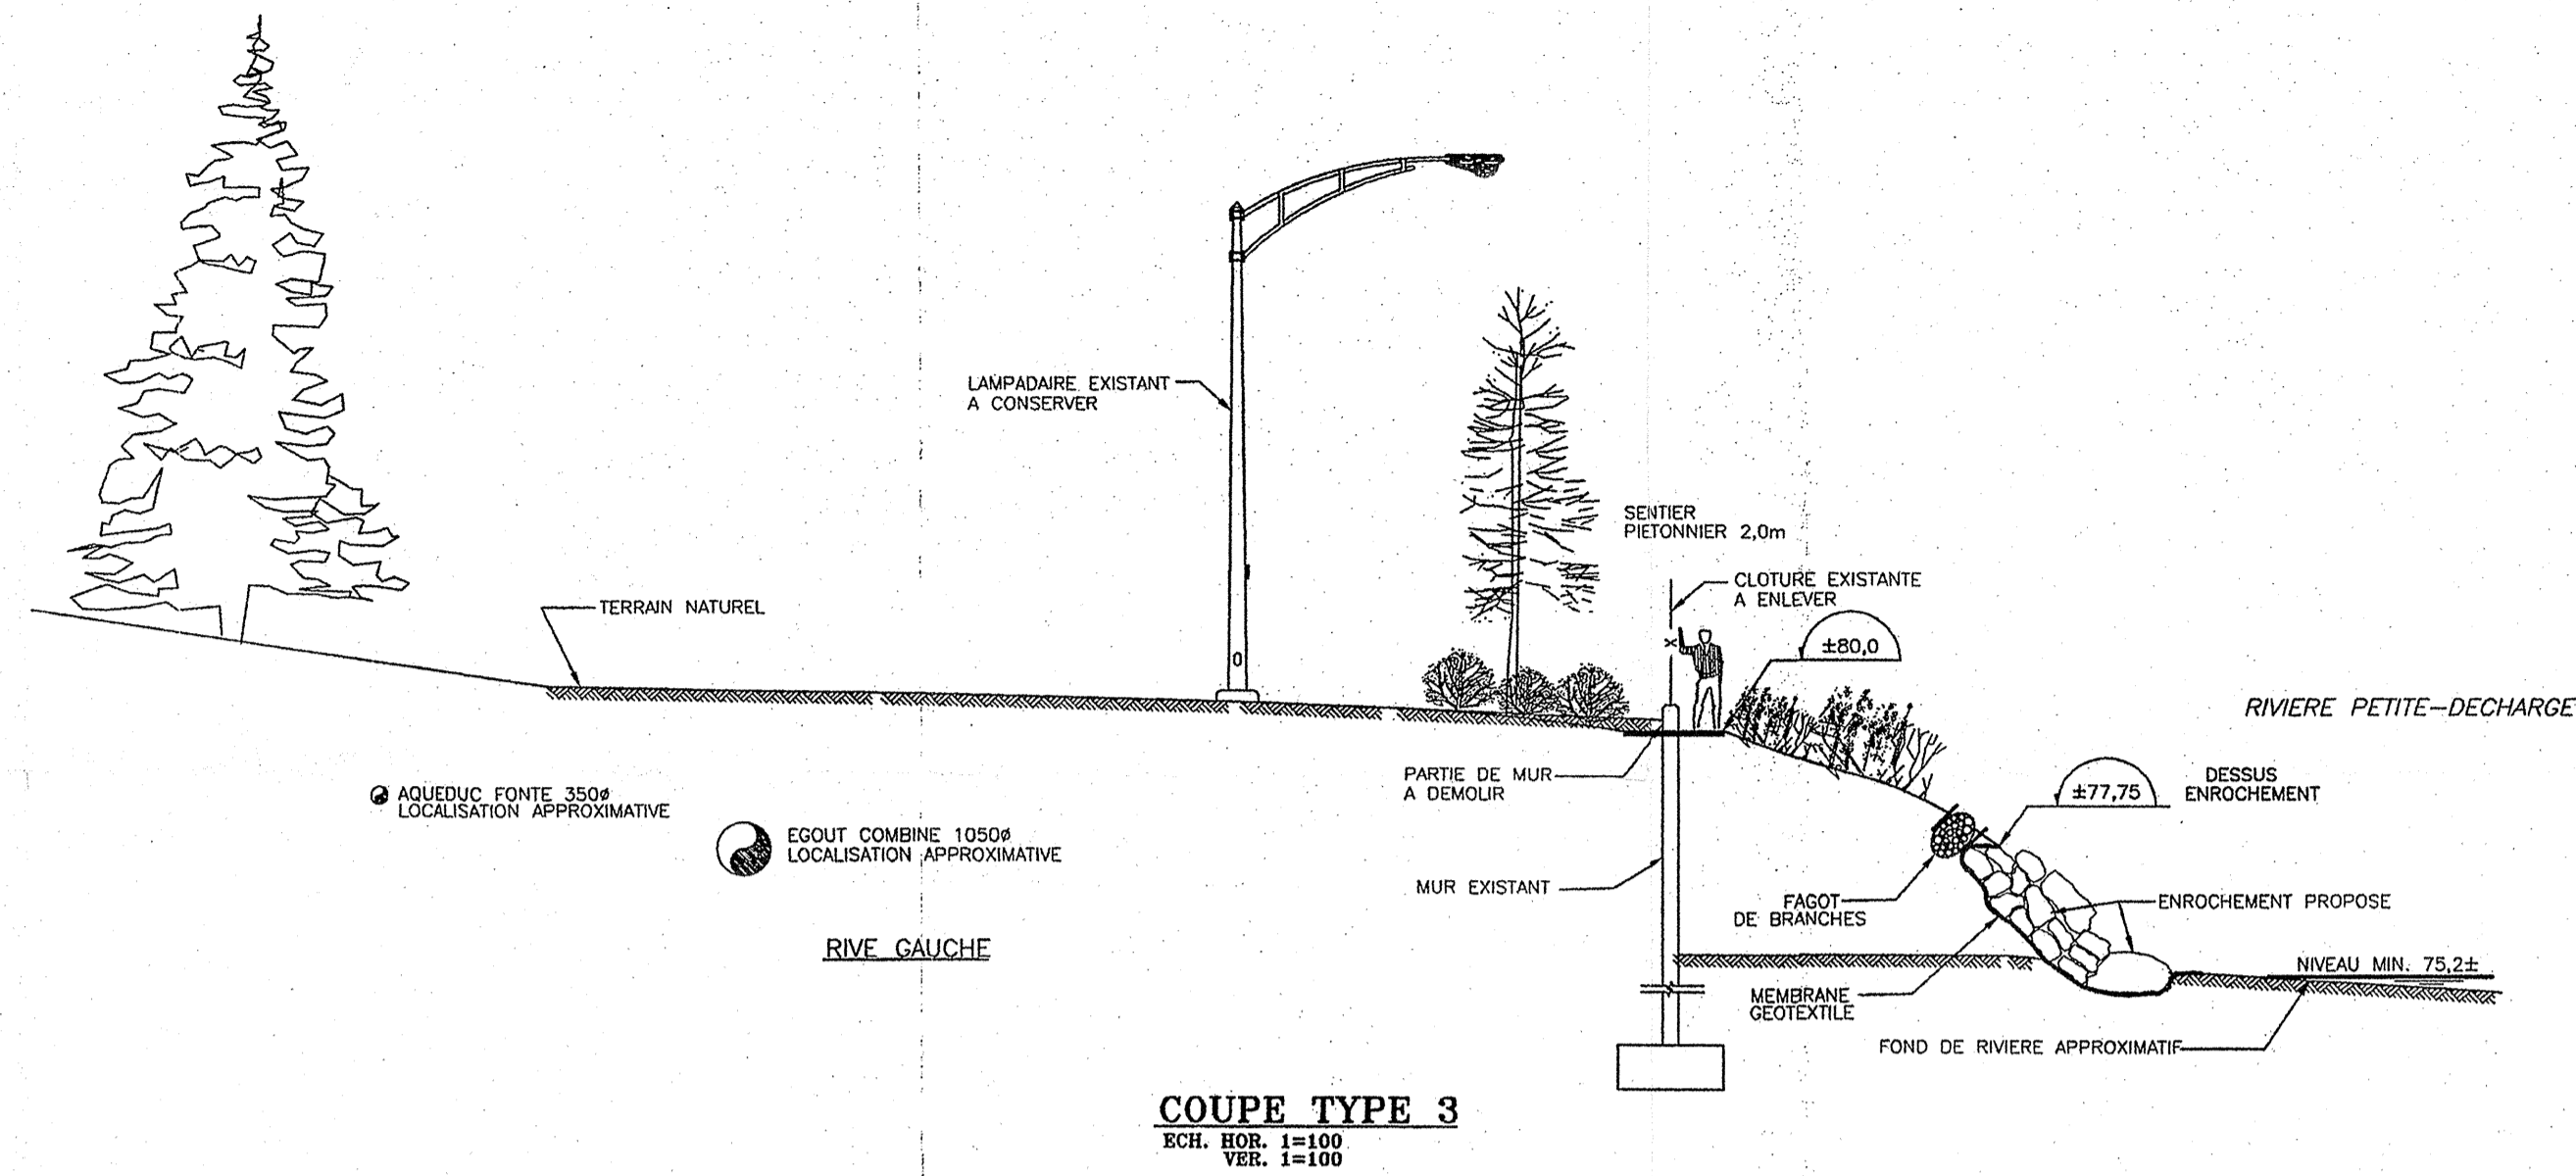 LAMPADAIRE EXISTANT
A CONSERVER
SENTIER
PIETONNIER 2,0m
CLOTURE EXISTANTE
A ENLEVER
TERRAIN NATUREL
±80,0
RIVIERE PETITE-DECHARGE
PARTIE DE MUR
A DEMOLIR
±77,75
DESSUS
ENROCHEMENT
AQUEDUC FONTE 350ø
LOCALISATION APPROXIMATIVE
EGOUT COMBINE 1050ø
LOCALISATION APPROXIMATIVE
MUR EXISTANT
FAGOT
DE BRANCHES
ENROCHEMENT PROPOSE
RIVE GAUCHE
NIVEAU MIN. 75,2±
MEMBRANE
GEOTEXTILE
FOND DE RIVIERE APPROXIMATIF
COUPE TYPE 3
ECH. HOR. 1=100
VER. 1=100